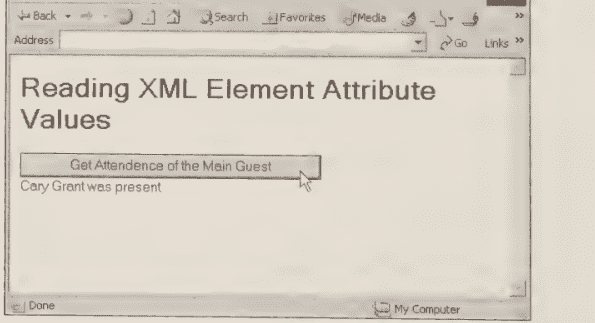 Back Search Favorites Media »
Address Go Links »
Reading XML Element Attribute
Values
Get Attendence of the Main Guest
Cary Grant was present
Done My Computer